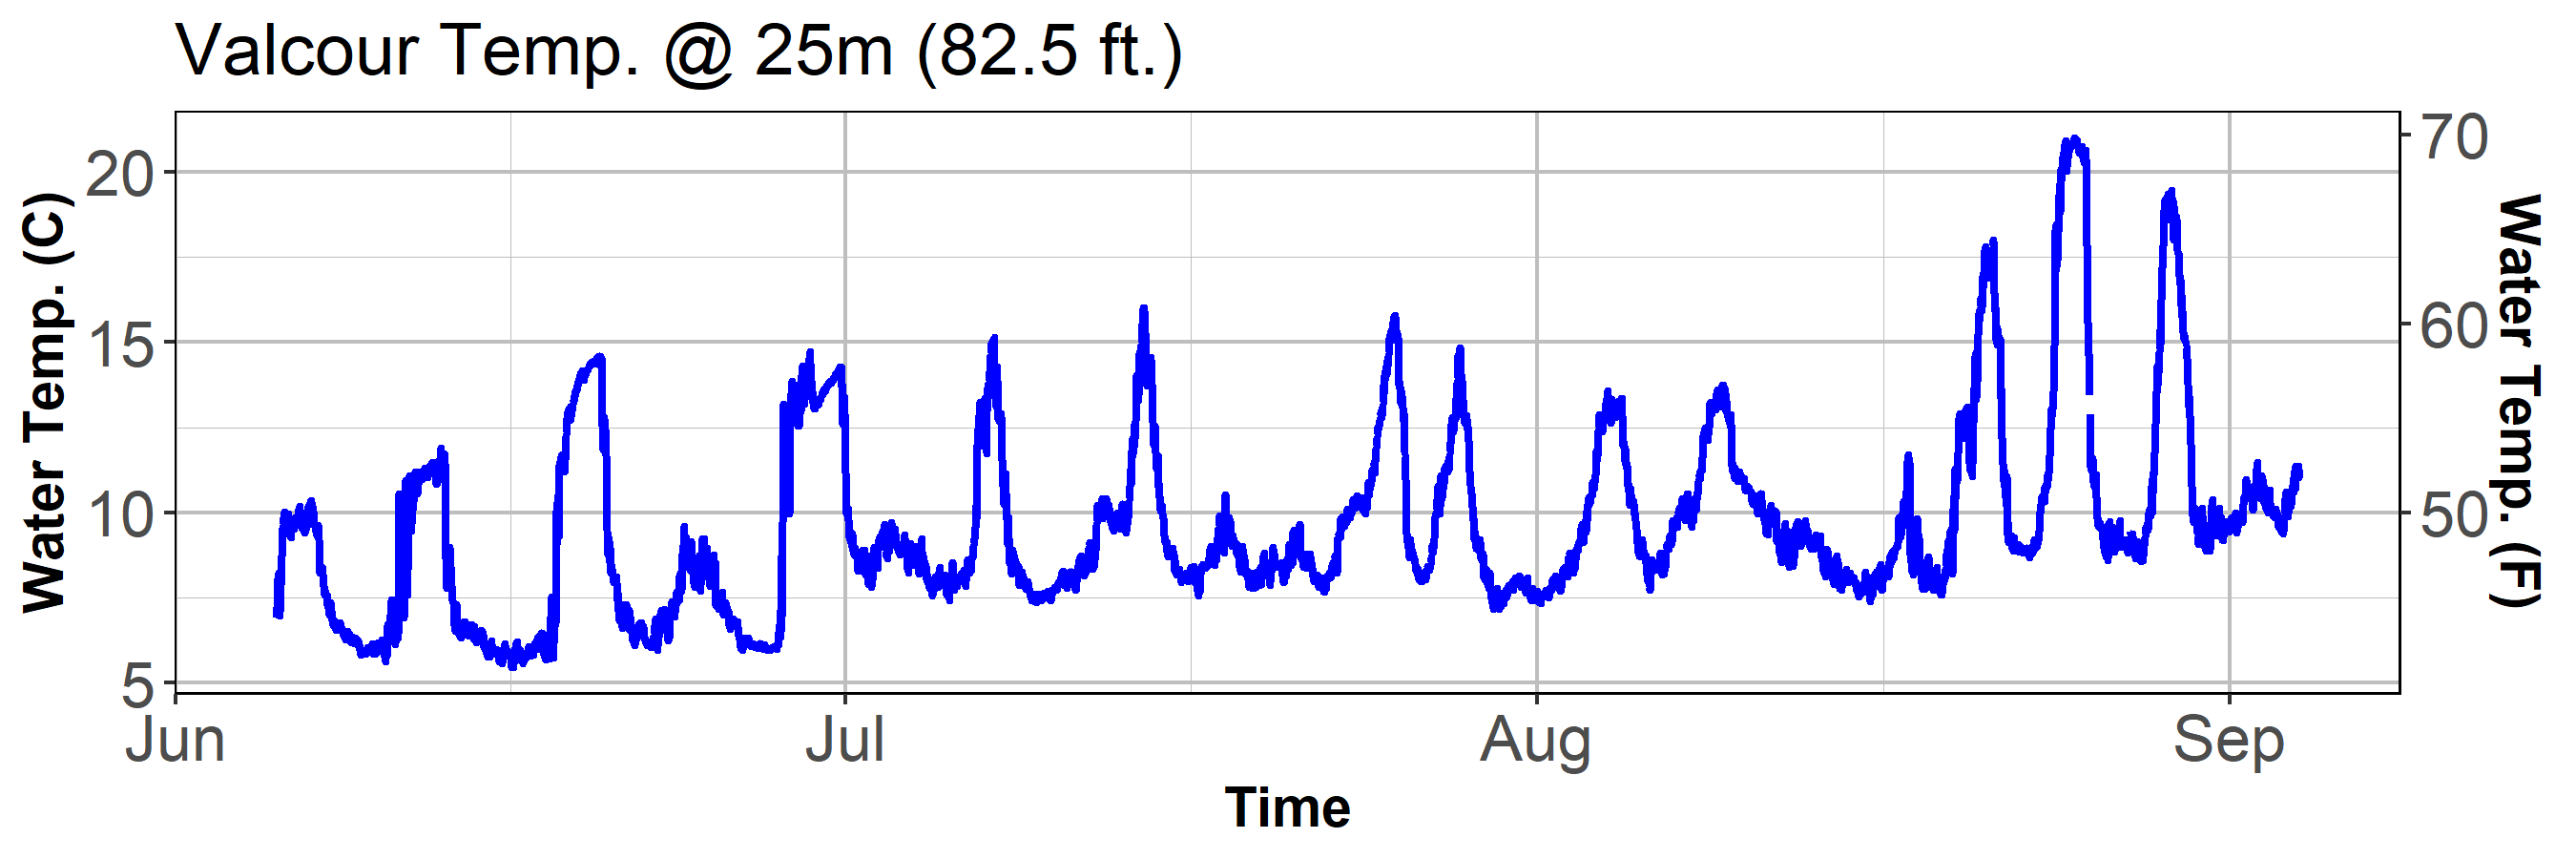 Valcour Temp. @ 25m (82.5 ft.)
Water Temp. (C)
20
15
10
5
70
60
50
Water Temp. (F)
Jun Jul Aug Sep
Time